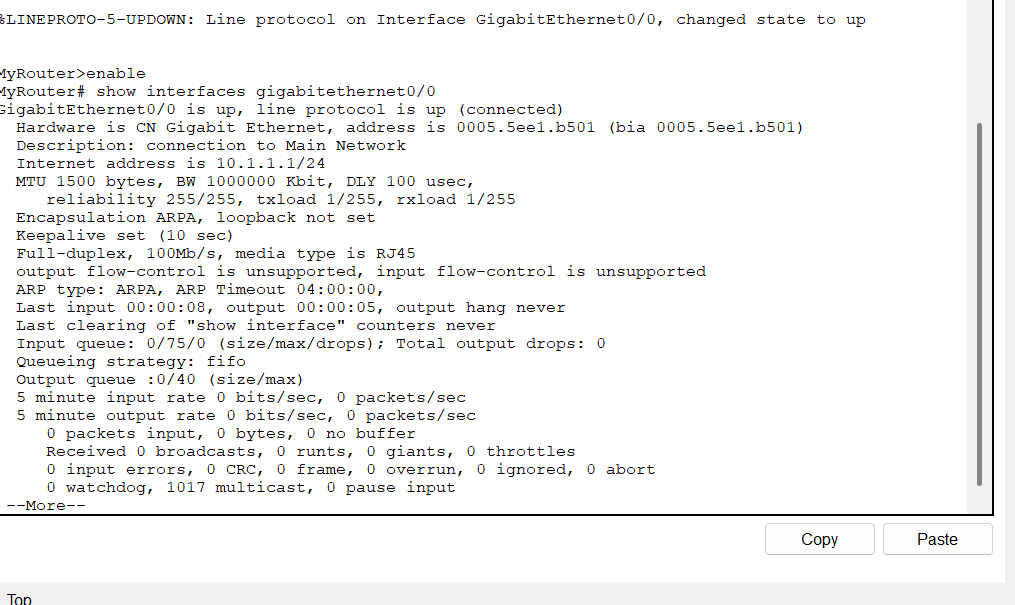 %LINEPROTO-5-UPDOWN: Line protocol on Interface GigabitEthernet0/0, changed state to up
MyRouter>enable
MyRouter# show interfaces gigabitethernet0/0
GigabitEthernet0/0 is up, line protocol is up (connected)
Hardware is CN Gigabit Ethernet, address is 0005.5ee1.b501 (bia 0005.5ee1.b501)
Description: connection to Main Network
Internet address is 10.1.1.1/24
MTU 1500 bytes, BW 1000000 Kbit, DLY 100 usec,
reliability 255/255, txload 1/255, rxload 1/255
Encapsulation ARPA, loopback not set
Keepalive set (10 sec)
Full-duplex, 100Mb/s, media type is RJ45
output flow-control is unsupported, input flow-control is unsupported
ARP type: ARPA, ARP Timeout 04:00:00,
Last input 00:00:08, output 00:00:05, output hang never
Last clearing of "show interface" counters never
Input queue: 0/75/0 (size/max/drops); Total output drops: 0
Queueing strategy: fifo
Output queue :0/40 (size/max)
5 minute input rate 0 bits/sec, 0 packets/sec
5 minute output rate 0 bits/sec, 0 packets/sec
0 packets input, 0 bytes, 0 no buffer
Received 0 broadcasts, 0 runts, 0 giants, 0 throttles
0 input errors, 0 CRC, 0 frame, 0 overrun, 0 ignored, 0 abort
0 watchdog, 1017 multicast, 0 pause input
--More--
Copy
Paste
Top